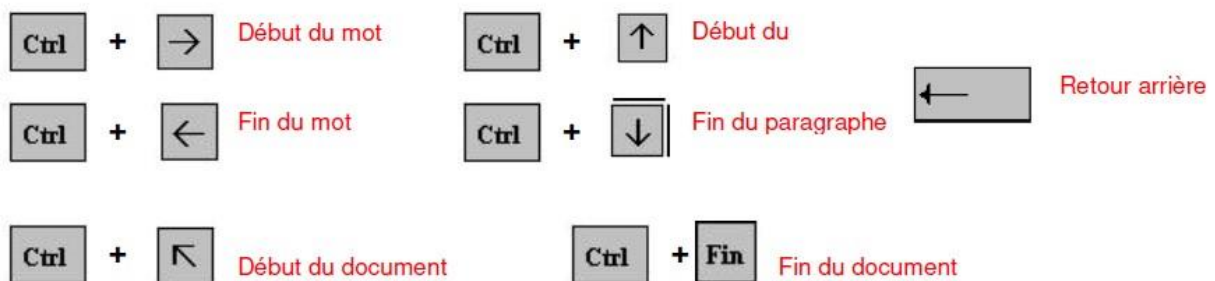 Ctrl + → Début du mot Ctrl + ↑ Début du
← Retour arrière
Ctrl + ← Fin du mot Ctrl + ↓ Fin du paragraphe
Ctrl + ↖ Début du document Ctrl + Fin Fin du document